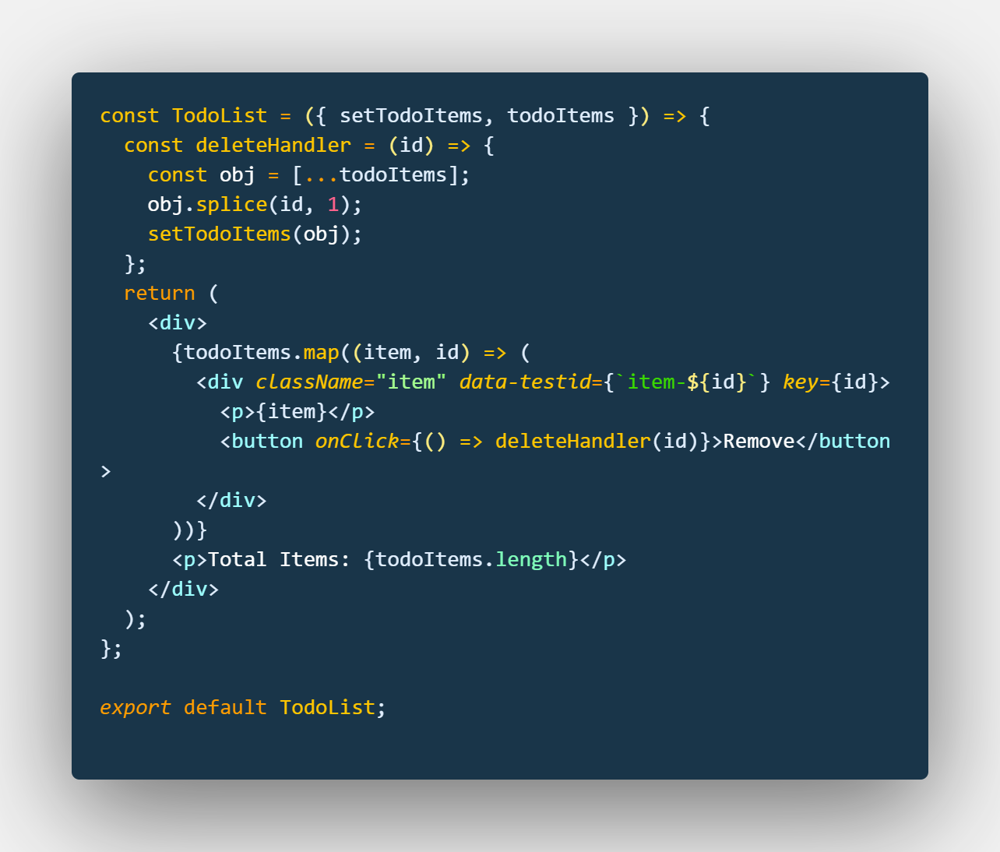 const TodoList = ({ setTodoItems, todoItems }) => {
  const deleteHandler = (id) => {
    const obj = [...todoItems];
    obj.splice(id, 1);
    setTodoItems(obj);
  };
  return (
    <div>
      {todoItems.map((item, id) => (
        <div className="item" data-testid={`item-${id}`} key={id}>
          <p>{item}</p>
          <button onClick={() => deleteHandler(id)}>Remove</button
>
        </div>
      ))}
      <p>Total Items: {todoItems.length}</p>
    </div>
  );
};

export default TodoList;